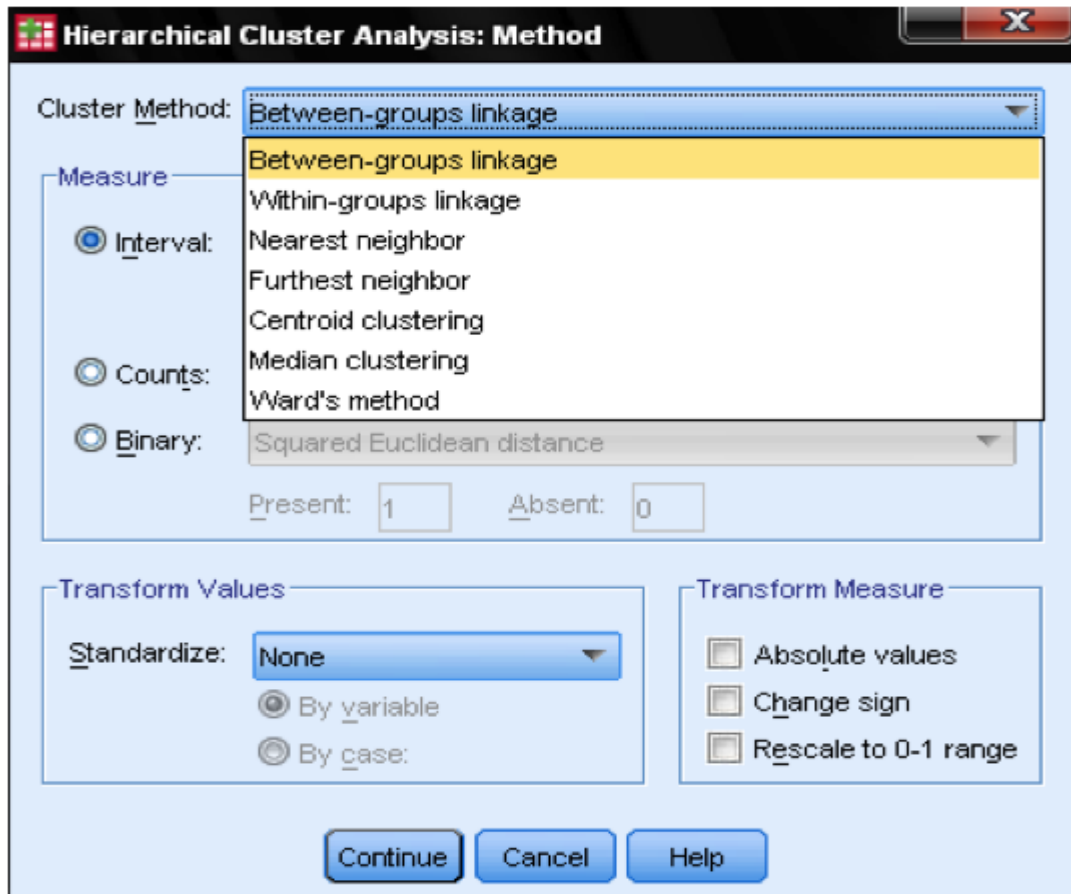 Hierarchical Cluster Analysis: Method
Cluster Method: Between-groups linkage
Between-groups linkage
Within-groups linkage
Nearest neighbor
Furthest neighbor
Centroid clustering
Median clustering
Ward's method
Measure
Interval:
Counts:
Binary: Squared Euclidean distance
Present: 1 Absent: 0
Transform Values
Standardize: None
By variable
By case:
Transform Measure
Absolute values
Change sign
Rescale to 0-1 range
Continue Cancel Help